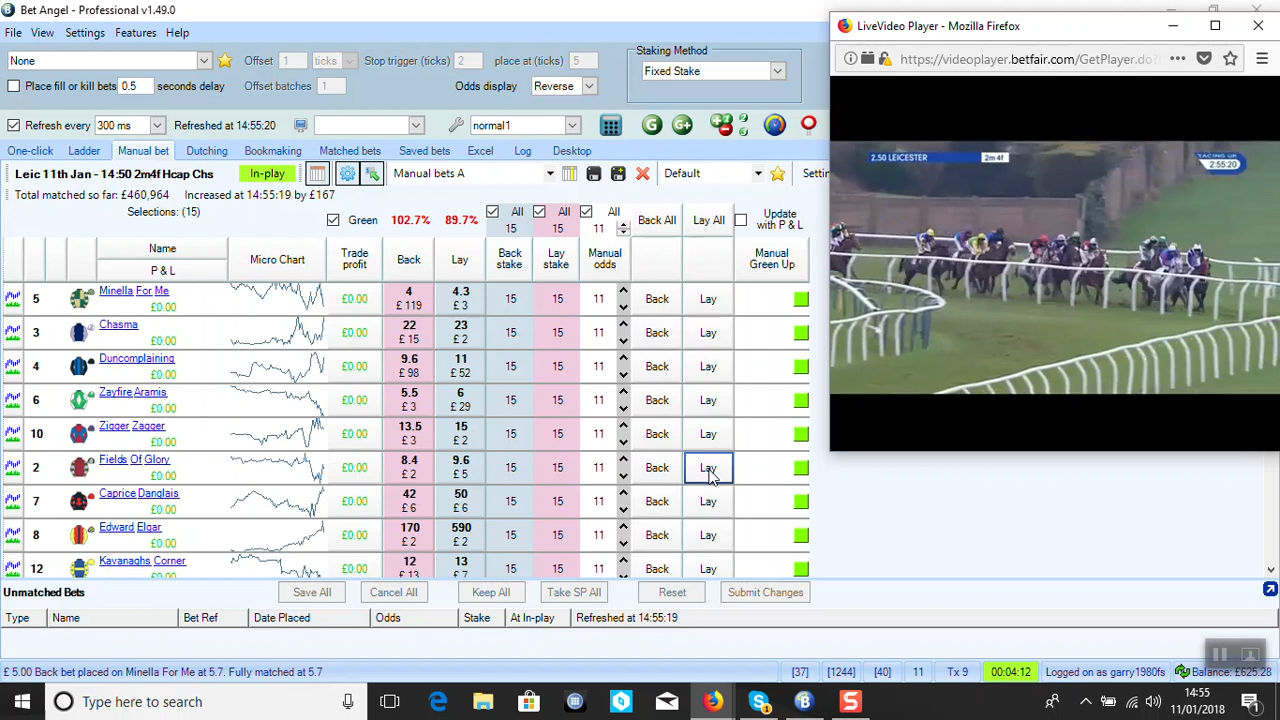 Bet Angel - Professional v1.49.0
File View Settings Features Help
None Offset 1 ticks Stop trigger (ticks) 2 place at (ticks) 5
Staking Method
Fixed Stake
Place fill or kill bets 0.5 seconds delay Offset batches 1 Odds display Reverse
Refresh every 300 ms Refreshed at 14:55:20 normal1 G G+
One-click Ladder Manual bet Dutching Bookmaking Matched bets Saved bets Excel Log Desktop
Leic 11th Jan - 14:50 2m4f Hcap Chs In-play Manual bets A Default Settin
Total matched so far: £460,964 Increased at 14:55:19 by £167
Selections: (15) Green 102.7% 89.7% All 15 All 15 All 11 Back All Lay All Update with P & L
Name P & L Micro Chart Trade profit Back Lay Back stake Lay stake Manual odds Manual Green Up
5 Minella For Me £0.00 £0.00 4 £ 119 4.3 £ 3 15 15 11 Back Lay
3 Chasma £0.00 £0.00 22 £ 15 23 £ 2 15 15 11 Back Lay
4 Duncomplaining £0.00 £0.00 9.6 £ 98 11 £ 52 15 15 11 Back Lay
6 Zayfire Aramis £0.00 £0.00 5.5 £ 3 6 £ 29 15 15 11 Back Lay
10 Zigger Zagger £0.00 £0.00 13.5 £ 3 15 £ 2 15 15 11 Back Lay
2 Fields Of Glory £0.00 £0.00 8.4 £ 2 9.6 £ 5 15 15 11 Back Lay
7 Caprice Danglais £0.00 £0.00 42 £ 6 50 £ 6 15 15 11 Back Lay
8 Edward Elgar £0.00 £0.00 170 £ 2 590 £ 2 15 15 11 Back Lay
12 Kavanaghs Corner £0.00 £0.00 12 £ 13 13 £ 7 15 15 11 Back Lay
Unmatched Bets Save All Cancel All Keep All Take SP All Reset Submit Changes
Type Name Bet Ref Date Placed Odds Stake At In-play Refreshed at 14:55:19
£ 5.00 Back bet placed on Minella For Me at 5.7. Fully matched at 5.7 [37] [1244] [40] 11 Tx 9 00:04:12 Logged on as garry1980fs Balance: £625.28
LiveVideo Player - Mozilla Firefox
https://videoplayer.betfair.com/GetPlayer.do?
2.50 LEICESTER 2m 4f
RACING UK
2:55:20
Type here to search
14:55
11/01/2018